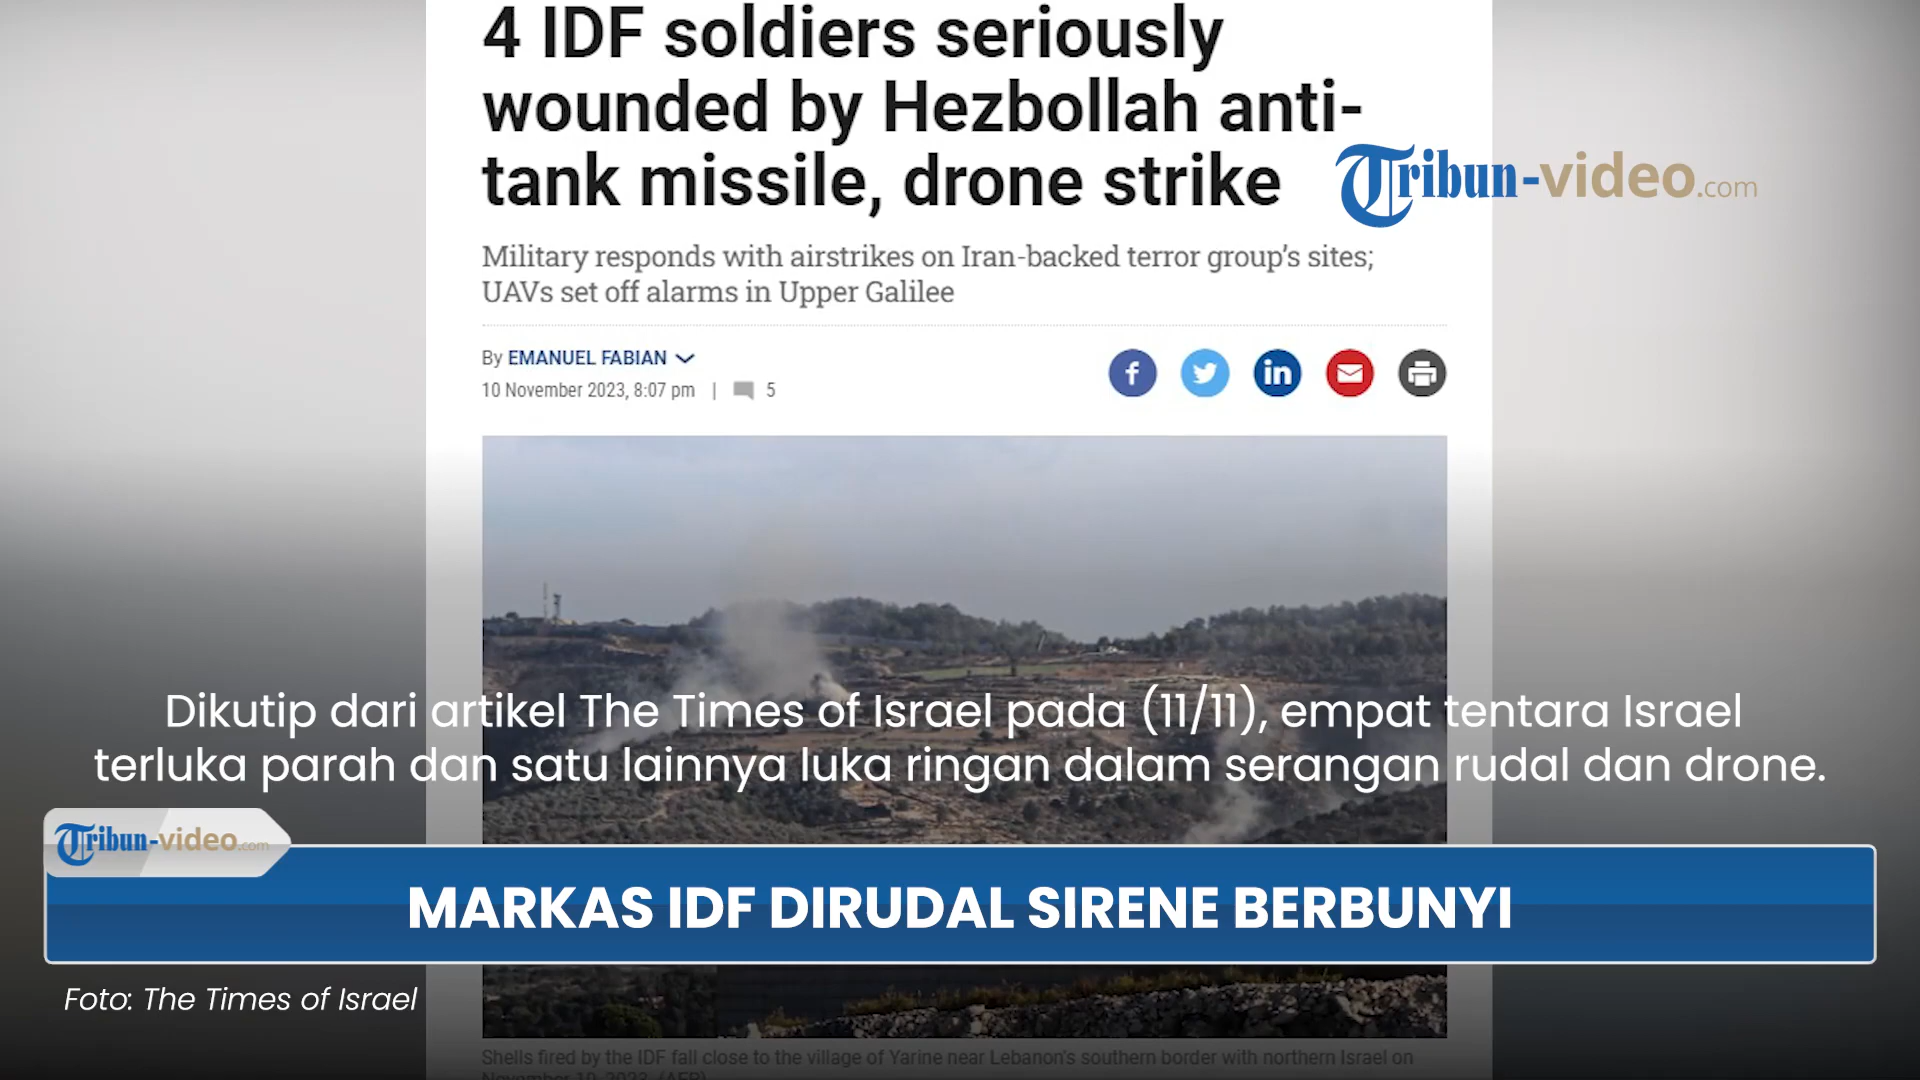 4 IDF soldiers seriously
wounded by Hezbollah anti-
tank missile, drone strike
Tribun-video.com
Military responds with airstrikes on Iran-backed terror group's sites;
UAVs set off alarms in Upper Galilee
By EMANUEL FABIAN
10 November 2023, 8:07 pm | 5
Dikutip dari artikel The Times of Israel pada (11/11), empat tentara Israel
terluka parah dan satu lainnya luka ringan dalam serangan rudal dan drone.
Tribun-video.com
MARKAS IDF DIRUDAL SIRENE BERBUNYI
Foto: The Times of Israel
Shells fired by the IDF fall close to the village of Yarine near Lebanon's southern border with northern Israel on
November 10, 2023. (AFP)